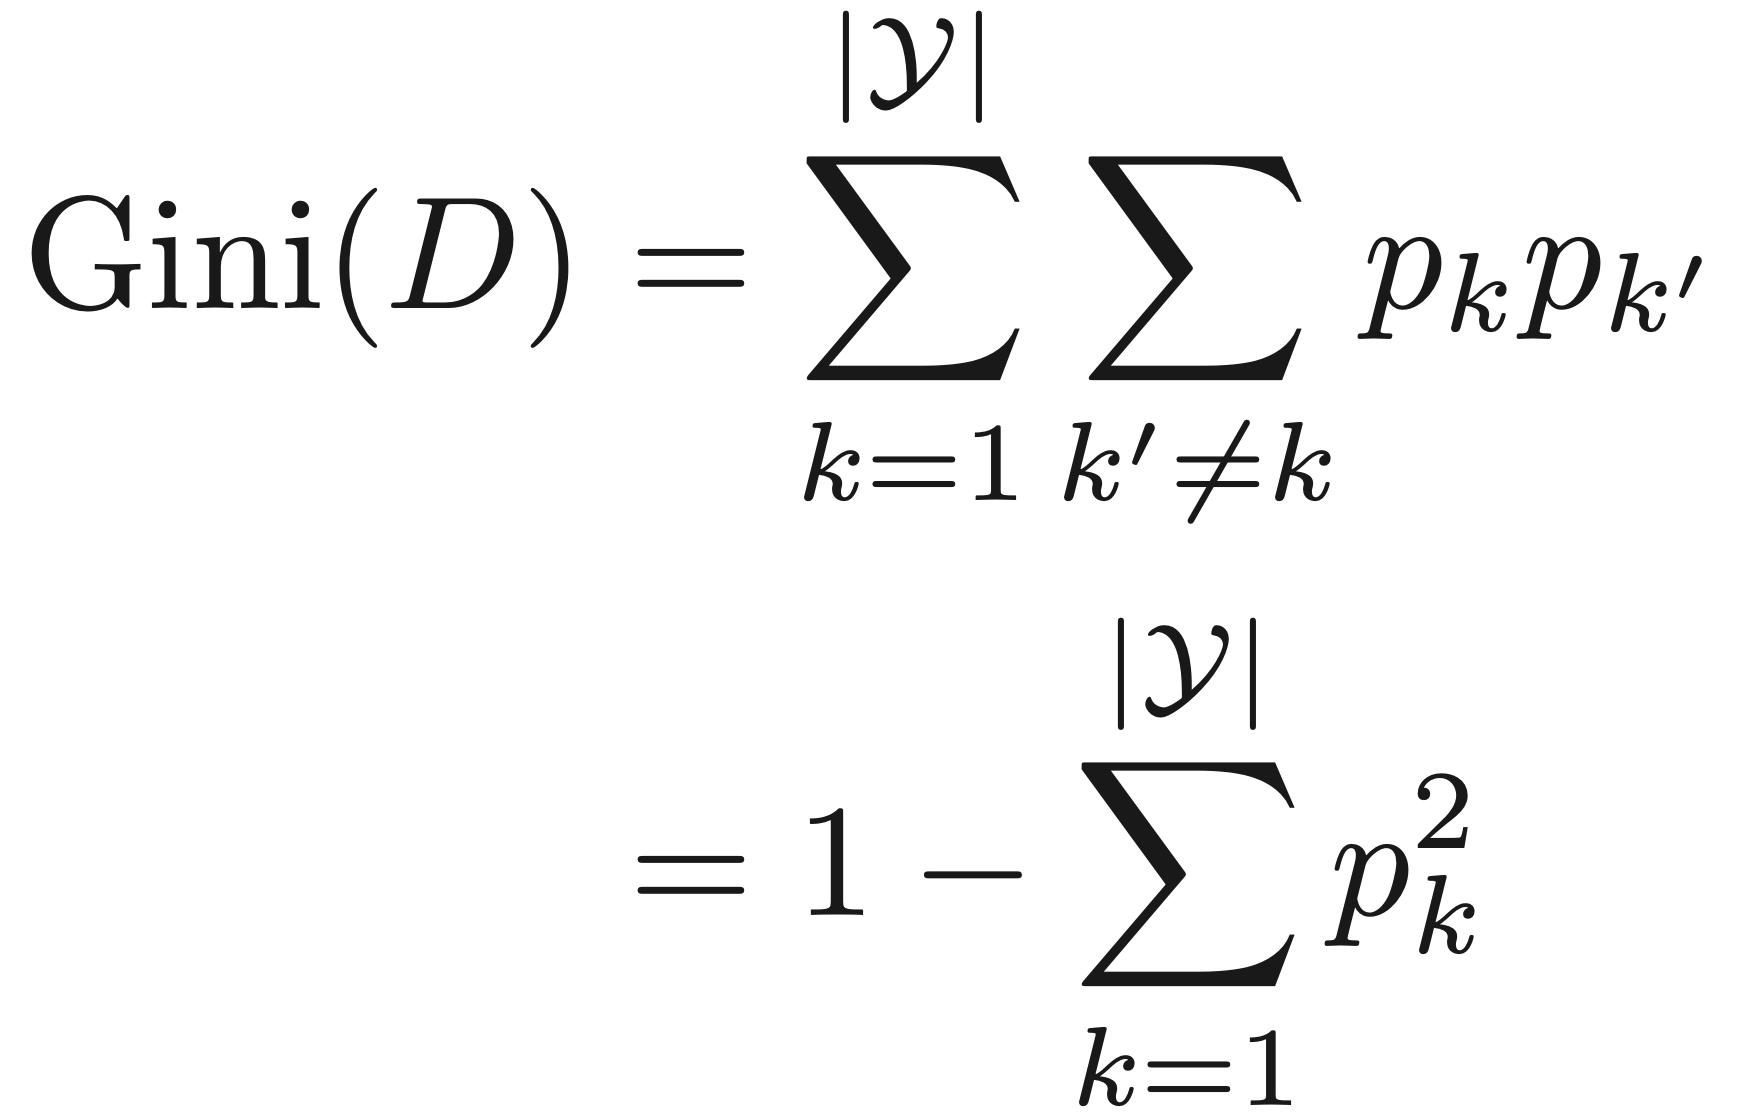 Gini(D) = \sum_{k=1}^{|\mathcal{Y}|} \sum_{k' \neq k} p_k p_{k'}
= 1 - \sum_{k=1}^{|\mathcal{Y}|} p_k^2